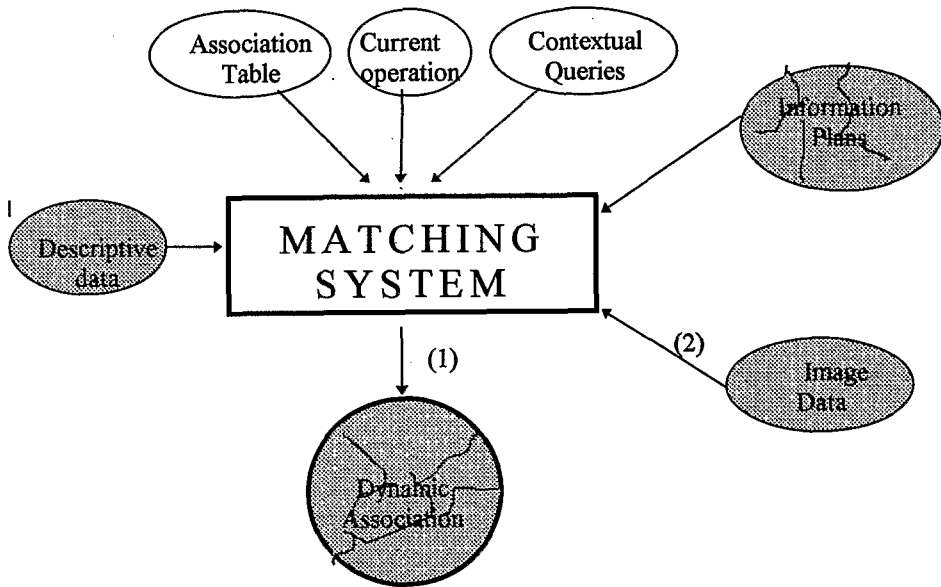 Association
Table
Current
operation
Contextual
Queries
Information
Plans
Descriptive
data
MATCHING
SYSTEM
(1)
(2)
Image
Data
Dynamic
Association